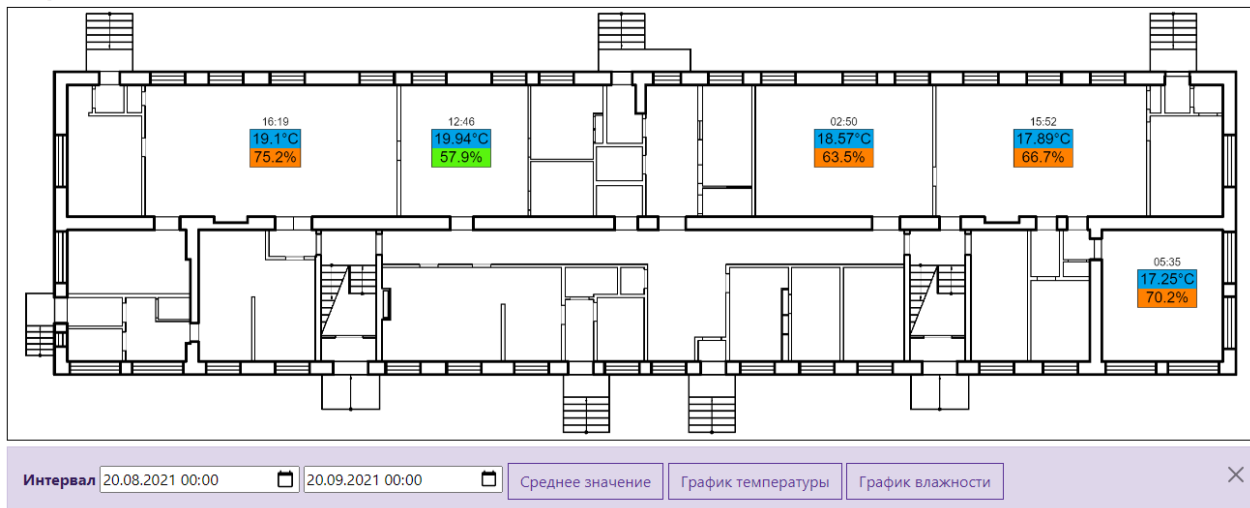 16:19
19.1°C
75.2%
12:46
19.94°C
57.9%
02:50
18.57°C
63.5%
15:52
17.89°C
66.7%
05:35
17.25°C
70.2%
Интервал 20.08.2021 00:00 20.09.2021 00:00 Среднее значение График температуры График влажности